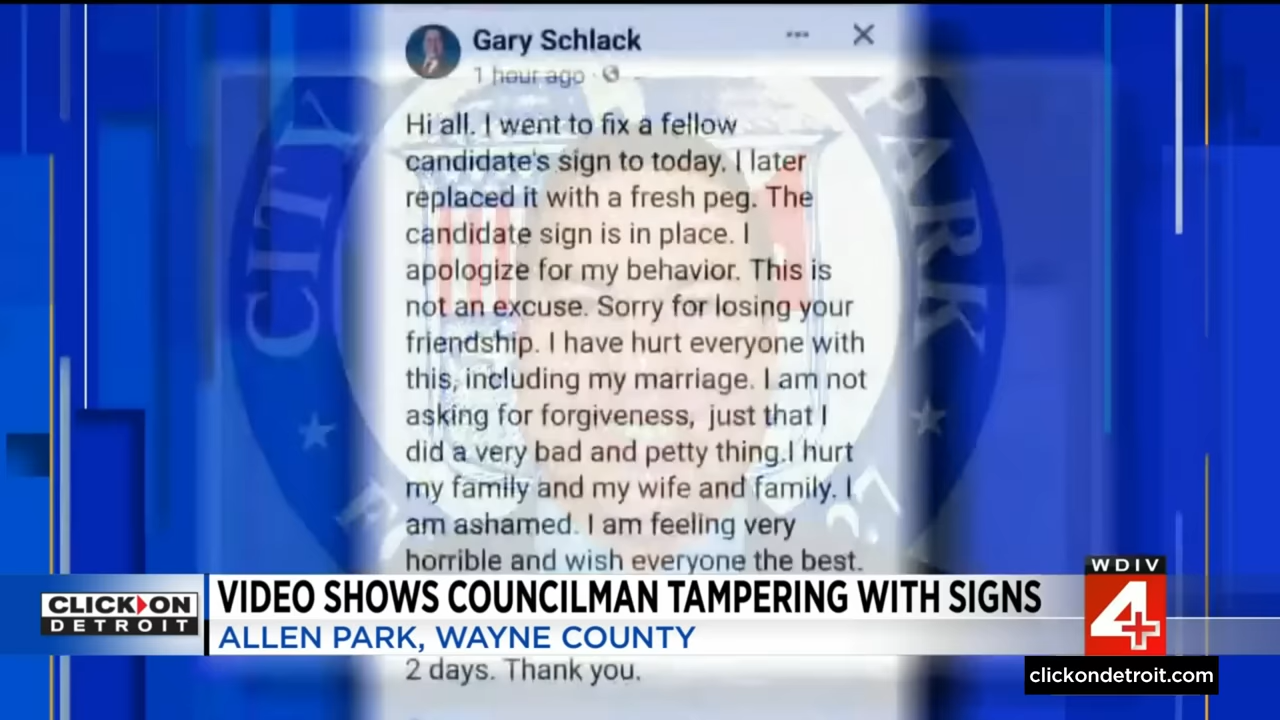 Gary Schlack
1 hour ago
Hi all. I went to fix a fellow
candidate's sign to today. I later
replaced it with a fresh peg. The
candidate sign is in place. I
apologize for my behavior. This is
not an excuse. Sorry for losing your
friendship. I have hurt everyone with
this, including my marriage. I am not
asking for forgiveness, just that I
did a very bad and petty thing.I hurt
my family and my wife and family. I
am ashamed. I am feeling very
horrible and wish everyone the best.
2 days. Thank you.
CITY
PARK
CLICK ON
DETROIT
VIDEO SHOWS COUNCILMAN TAMPERING WITH SIGNS
ALLEN PARK, WAYNE COUNTY
WDIV
4
clickondetroit.com